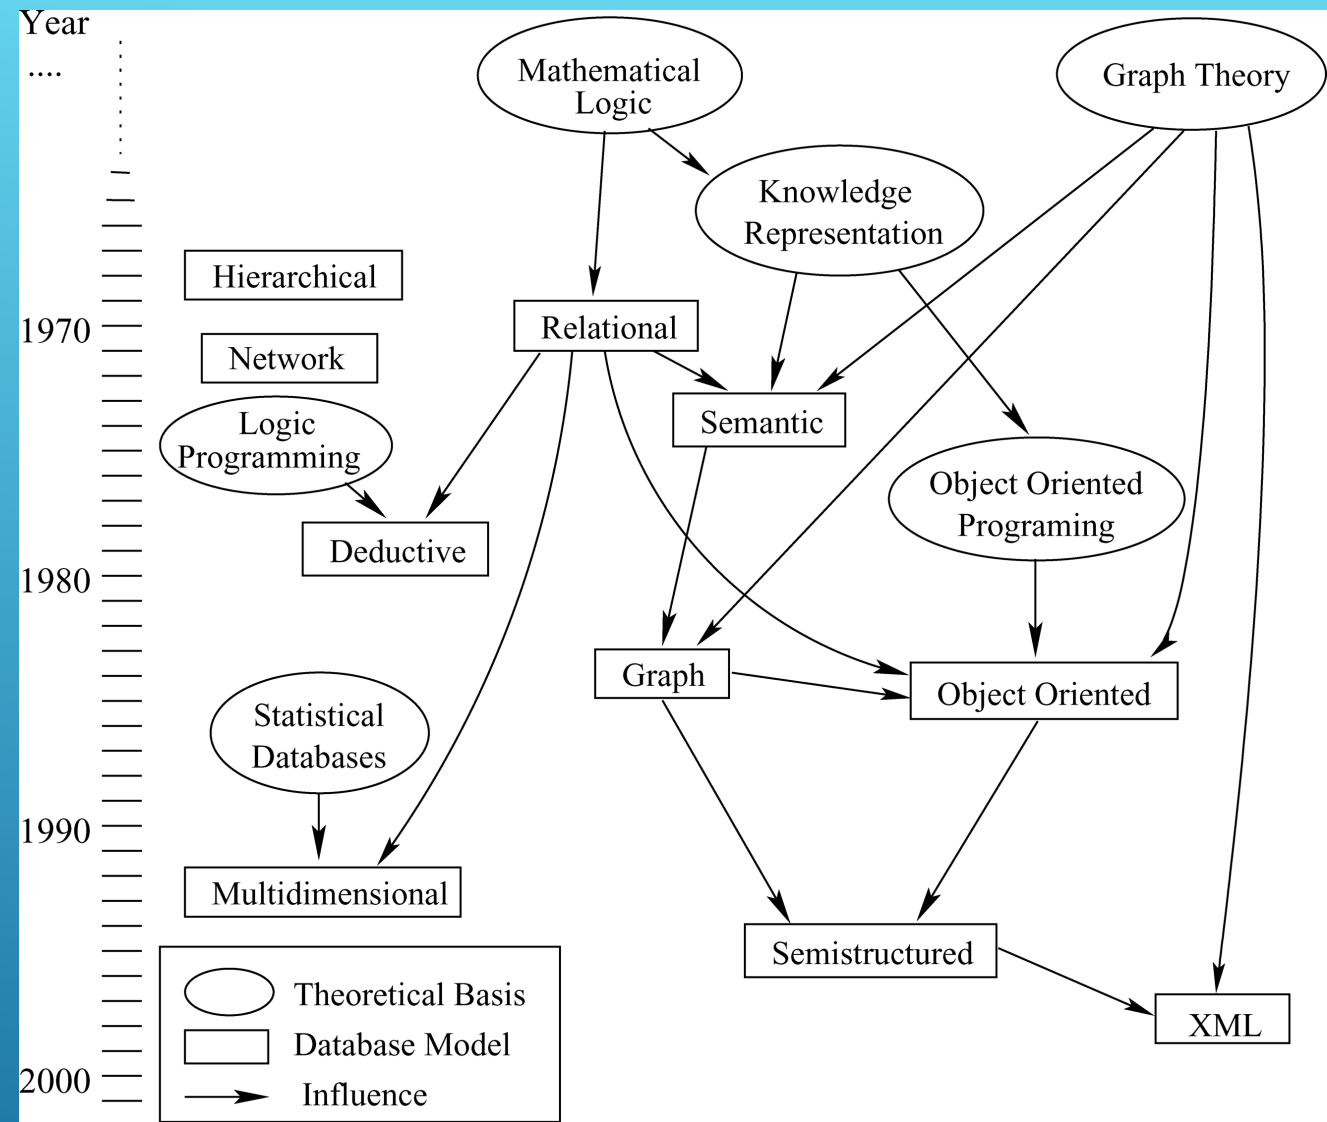 Year
....
Mathematical
Logic
Graph Theory
Knowledge
Representation
Hierarchical
1970
Relational
Network
Logic
Programming
Semantic
Object Oriented
Programing
Deductive
1980
Graph
Object Oriented
Statistical
Databases
1990
Multidimensional
Semistructured
Theoretical Basis
XML
Database Model
2000
Influence